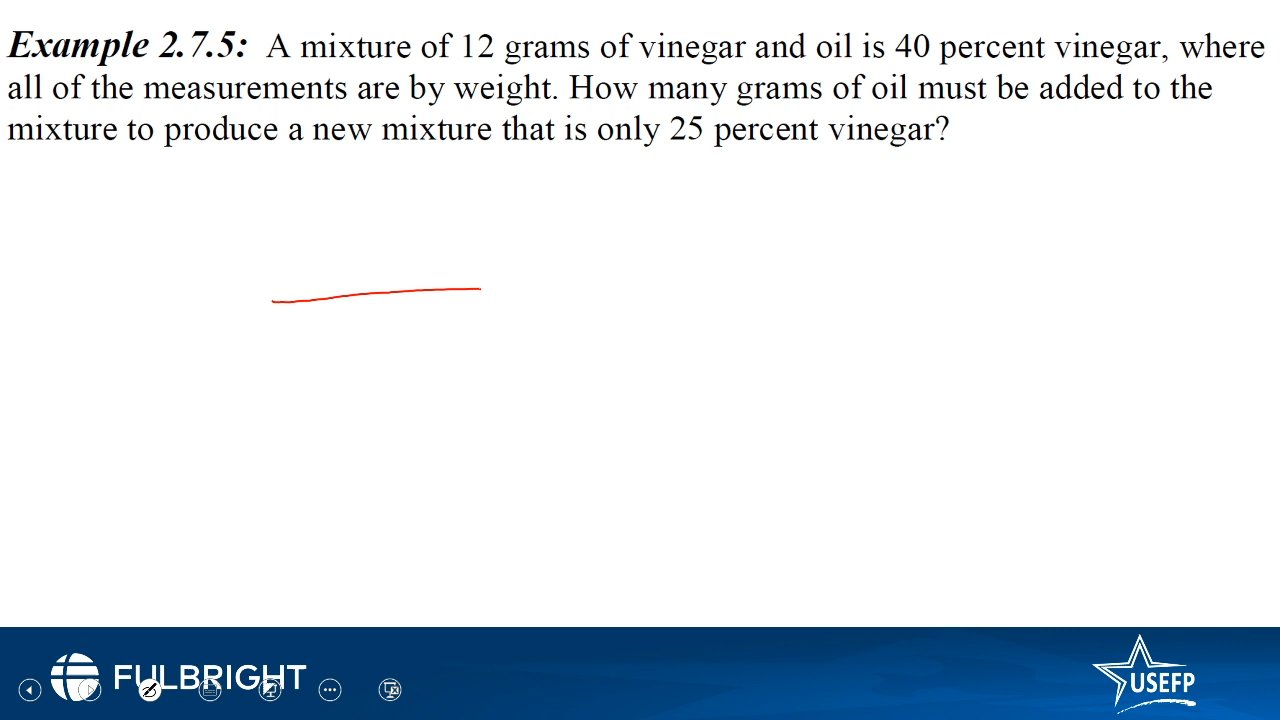 Example 2.7.5: A mixture of 12 grams of vinegar and oil is 40 percent vinegar, where
all of the measurements are by weight. How many grams of oil must be added to the
mixture to produce a new mixture that is only 25 percent vinegar?
FULBRIGHT
USEFP